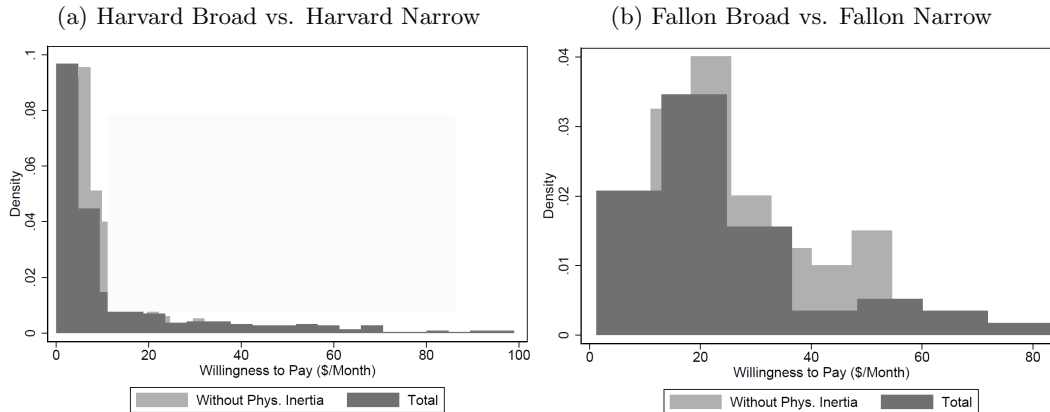 (a) Harvard Broad vs. Harvard Narrow
.1
.08
.06
.04
.02
0
Density
0 20 40 60 80 100
Willingness to Pay ($/Month)
Without Phys. Inertia Total
(b) Fallon Broad vs. Fallon Narrow
.04
.03
.02
.01
0
Density
0 20 40 60 80
Willingness to Pay ($/Month)
Without Phys. Inertia Total